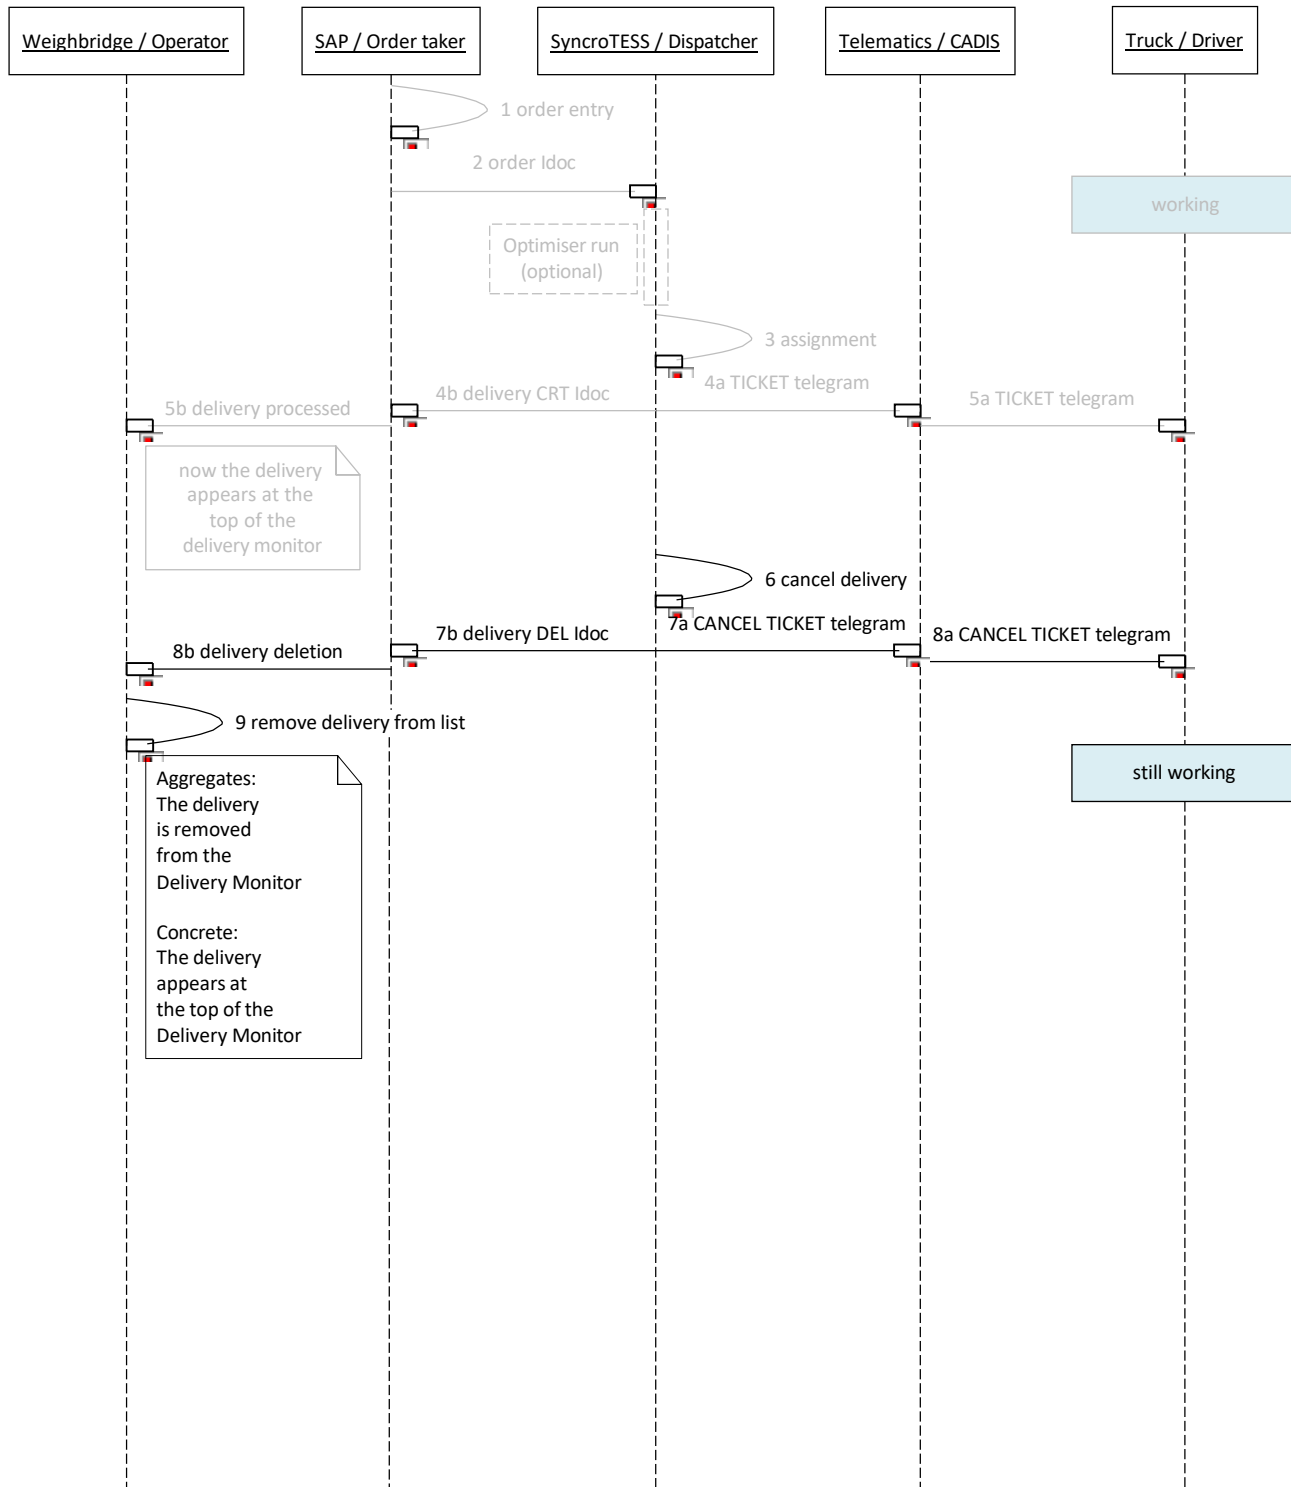 Weighbridge / Operator
SAP / Order taker
SyncroTESS / Dispatcher
Telematics / CADIS
Truck / Driver
1 order entry
2 order Idoc
working
Optimiser run
(optional)
3 assignment
4a TICKET telegram
4b delivery CRT Idoc
5a TICKET telegram
5b delivery processed
now the delivery
appears at the
top of the
delivery monitor
6 cancel delivery
7a CANCEL TICKET telegram
7b delivery DEL Idoc
8a CANCEL TICKET telegram
8b delivery deletion
9 remove delivery from list
still working
Aggregates:
The delivery
is removed
from the
Delivery Monitor
Concrete:
The delivery
appears at
the top of the
Delivery Monitor